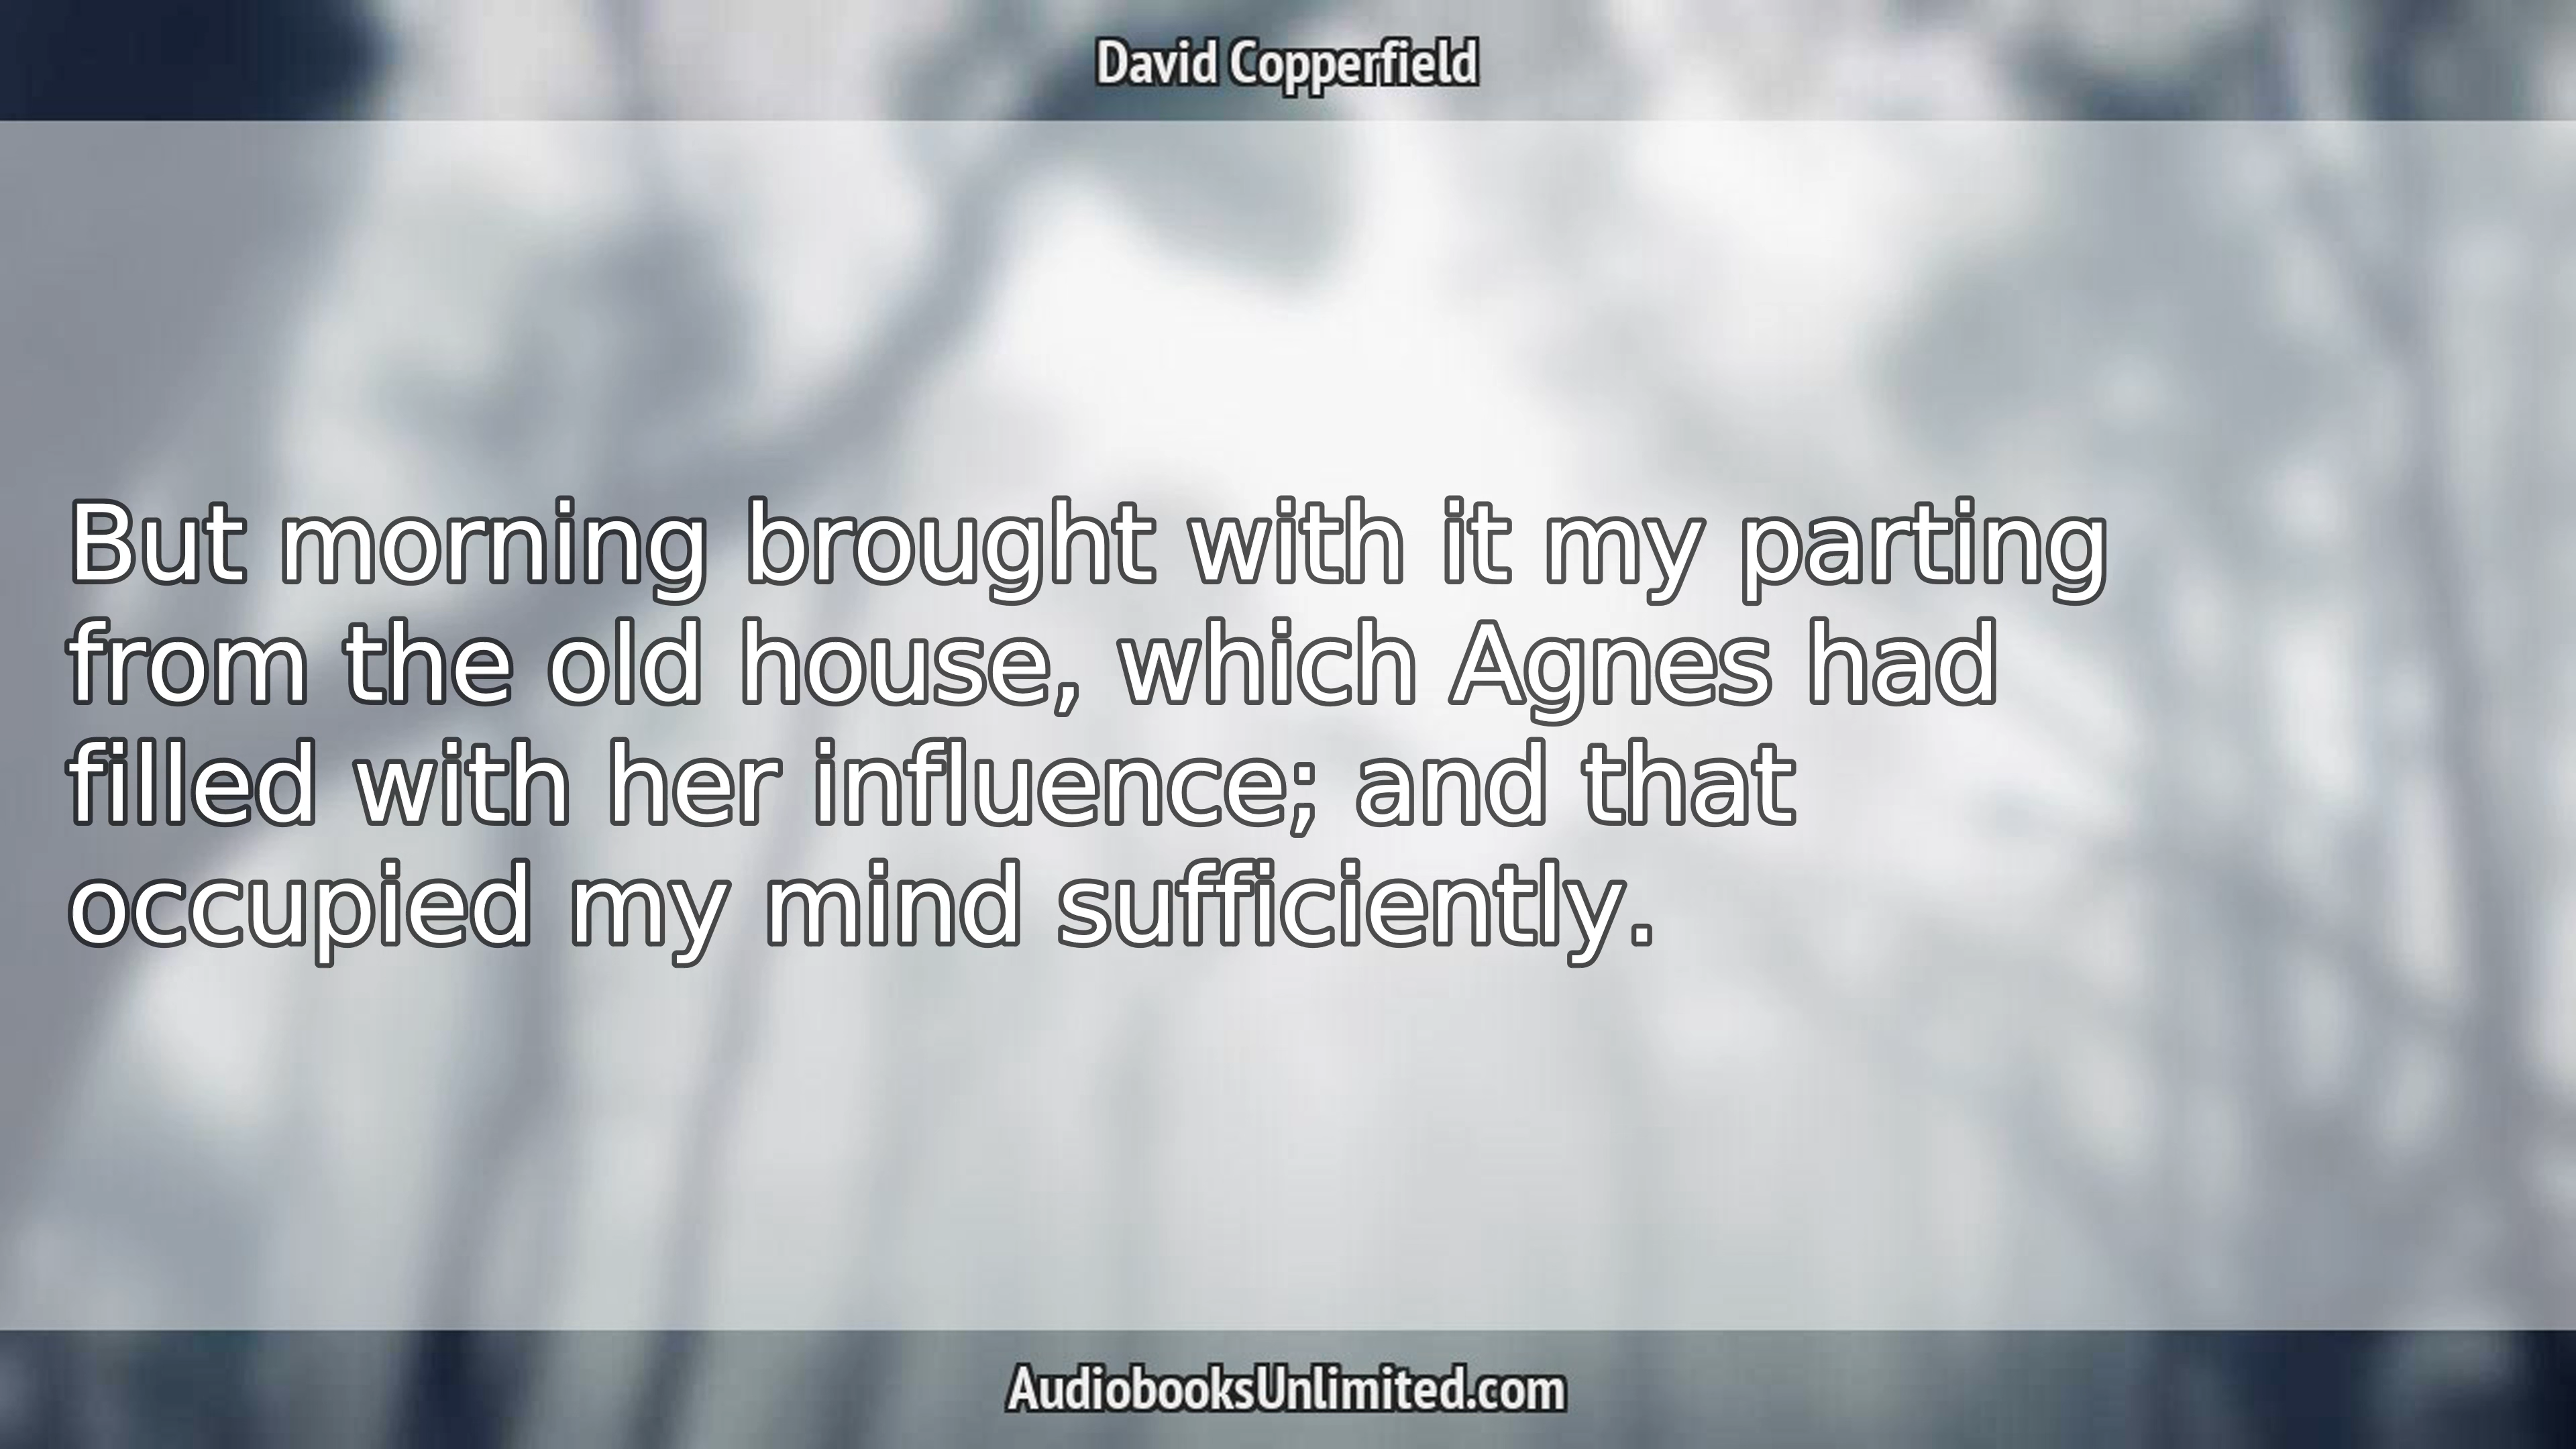 David Copperfield
But morning brought with it my parting
from the old house, which Agnes had
filled with her influence; and that
occupied my mind sufficiently.
AudiobooksUnlimited.com